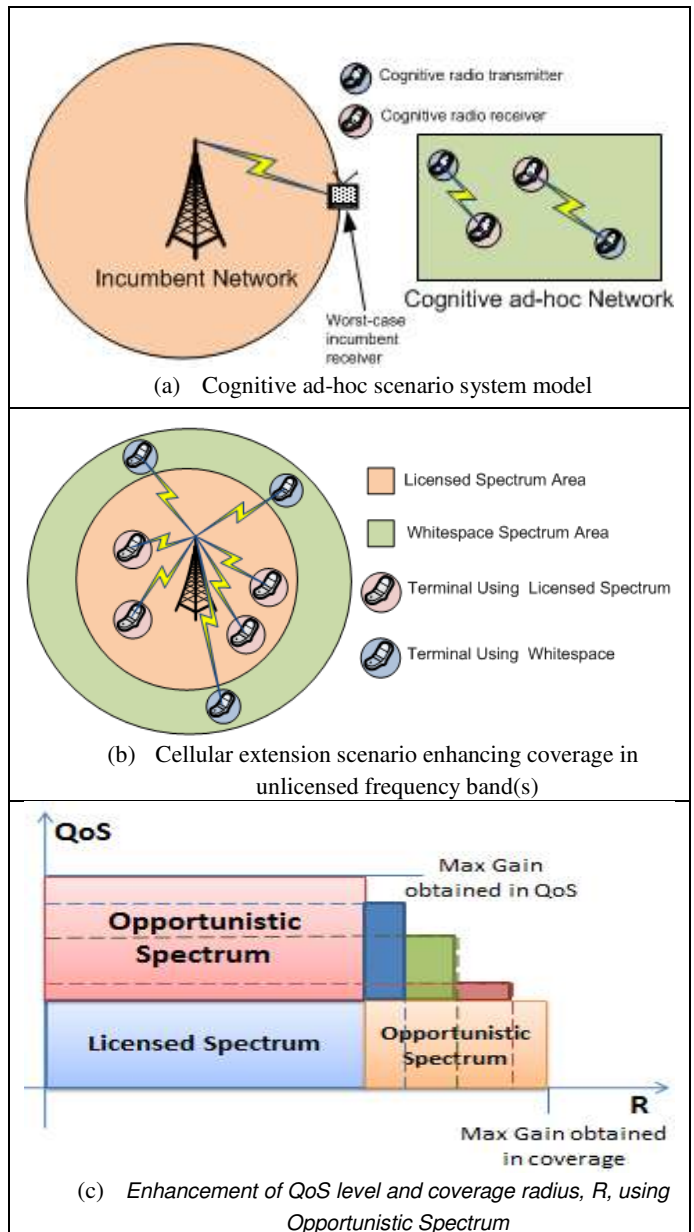 Cognitive radio transmitter
Cognitive radio receiver
Incumbent Network
Cognitive ad-hoc Network
Worst-case
incumbent
receiver
(a) Cognitive ad-hoc scenario system model
Licensed Spectrum Area
Whitespace Spectrum Area
Terminal Using Licensed Spectrum
Terminal Using Whitespace
(b) Cellular extension scenario enhancing coverage in
unlicensed frequency band(s)
QoS
Max Gain
obtained in QoS
Opportunistic
Spectrum
Licensed Spectrum
Opportunistic
Spectrum
R
Max Gain obtained
in coverage
(c) Enhancement of QoS level and coverage radius, R, using
Opportunistic Spectrum